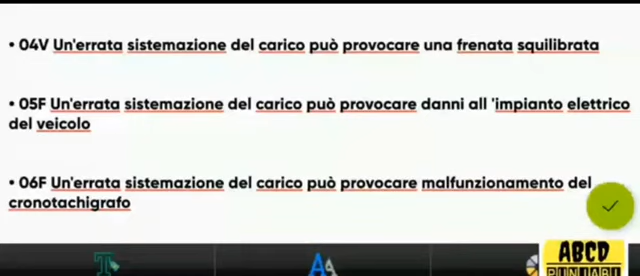 • 04V Un'errata sistemazione del carico può provocare una frenata squilibrata
• 05F Un'errata sistemazione del carico può provocare danni all 'impianto elettrico
del veicolo
• 06F Un'errata sistemazione del carico può provocare malfunzionamento del
cronotachigrafo
ABCD
PUNJABI